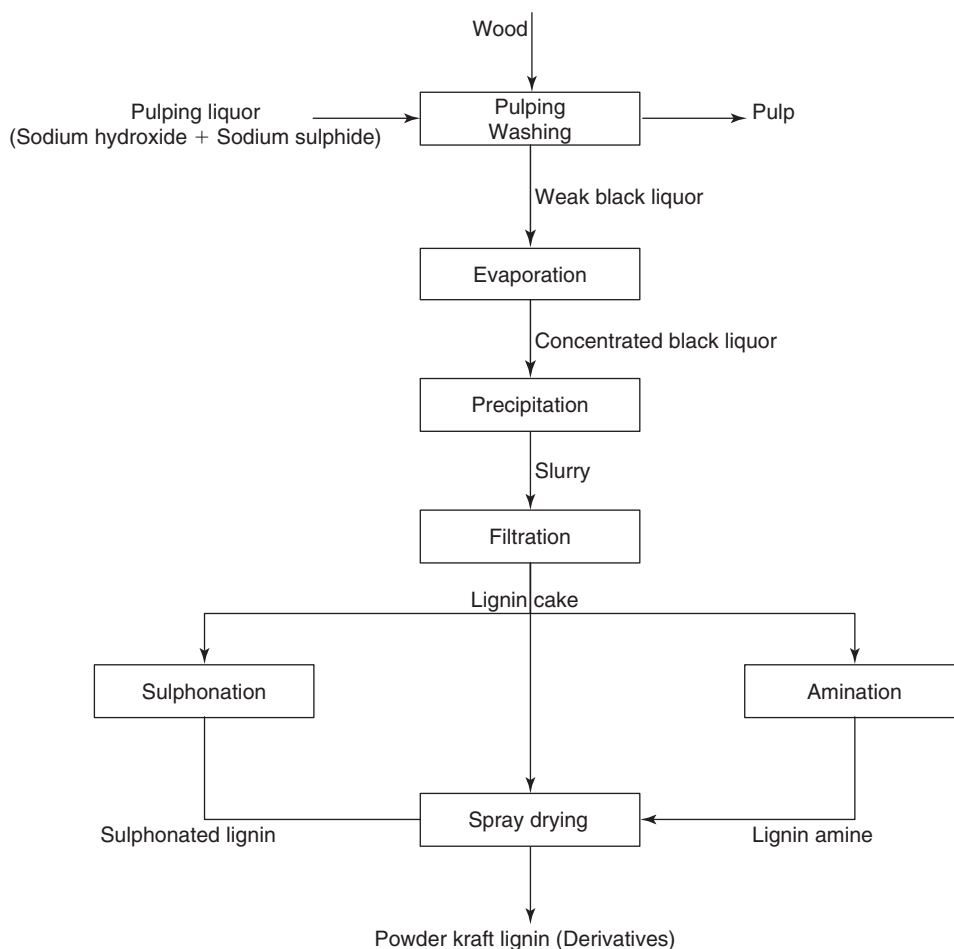 Wood
Pulping liquor
(Sodium hydroxide + Sodium sulphide)
Pulping
Washing
Pulp
Weak black liquor
Evaporation
Concentrated black liquor
Precipitation
Slurry
Filtration
Lignin cake
Sulphonation
Amination
Spray drying
Sulphonated lignin
Lignin amine
Powder kraft lignin (Derivatives)